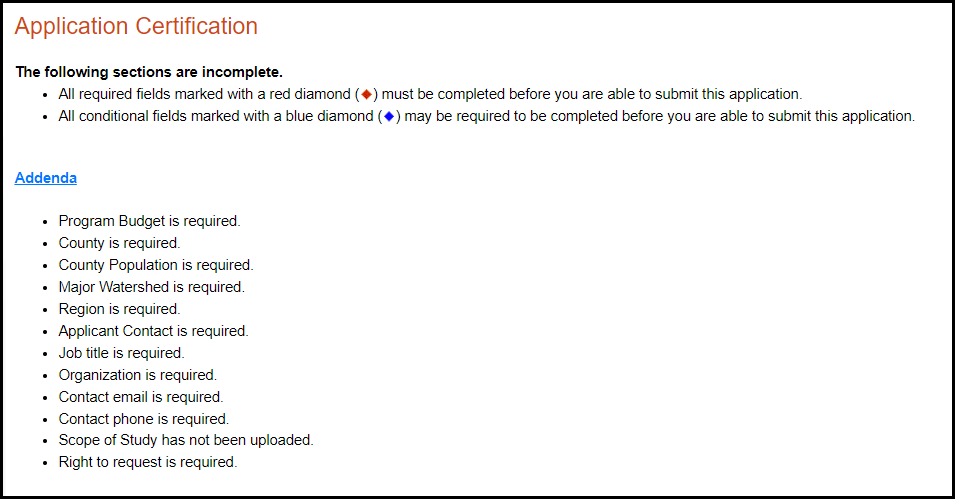 Application Certification
The following sections are incomplete.
• All required fields marked with a red diamond (◆) must be completed before you are able to submit this application.
• All conditional fields marked with a blue diamond (◆) may be required to be completed before you are able to submit this application.
Addenda
• Program Budget is required.
• County is required.
• County Population is required.
• Major Watershed is required.
• Region is required.
• Applicant Contact is required.
• Job title is required.
• Organization is required.
• Contact email is required.
• Contact phone is required.
• Scope of Study has not been uploaded.
• Right to request is required.